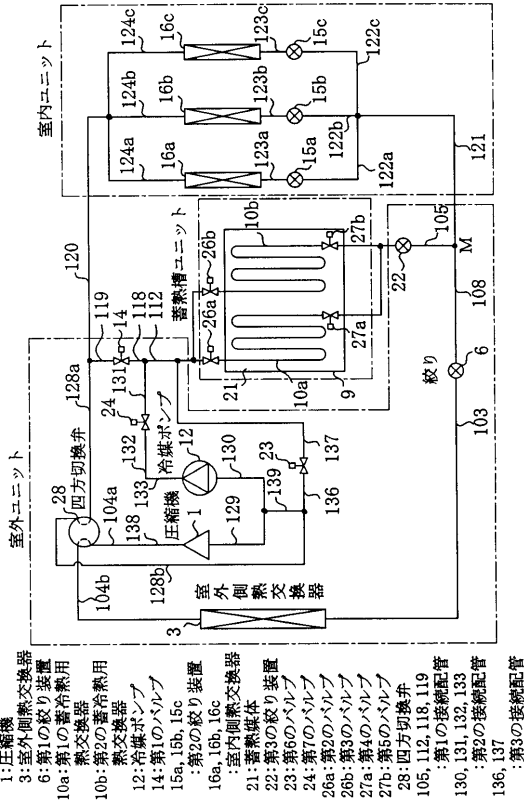 室外ユニット
室内ユニット
蓄熱槽ユニット
128a
119
120
14
131
118
112
24
132
133
冷媒ポンプ
12
130
28
四方切換弁
104a
104b
圧縮機
138
1
129
128b
139
23
136
137
室外側熱交換器
3
絞り
6
103
108
M
105
22
121
26a
26b
10b
10a
27a
27b
21
9
124a
124b
124c
16a
16b
16c
123a
123b
123c
15a
15b
15c
122a
122b
122c
1:圧縮機
3:室外側熱交換器
6:第1の絞り装置
10a:第1の蓄冷熱用
熱交換器
10b:第2の蓄冷熱用
熱交換器
12:冷媒ポンプ
14:第1のバルブ
15a, 15b, 15c
:第2の絞り装置
16a, 16b, 16c
:室内側熱交換器
21:蓄熱媒体
22:第3の絞り装置
23:第6のバルブ
24:第7のバルブ
26a:第2のバルブ
26b:第3のバルブ
27a:第4のバルブ
27b:第5のバルブ
28:四方切換弁
105, 112, 118, 119
:第1の接続配管
130, 131, 132, 133
:第2の接続配管
136, 137
:第3の接続配管